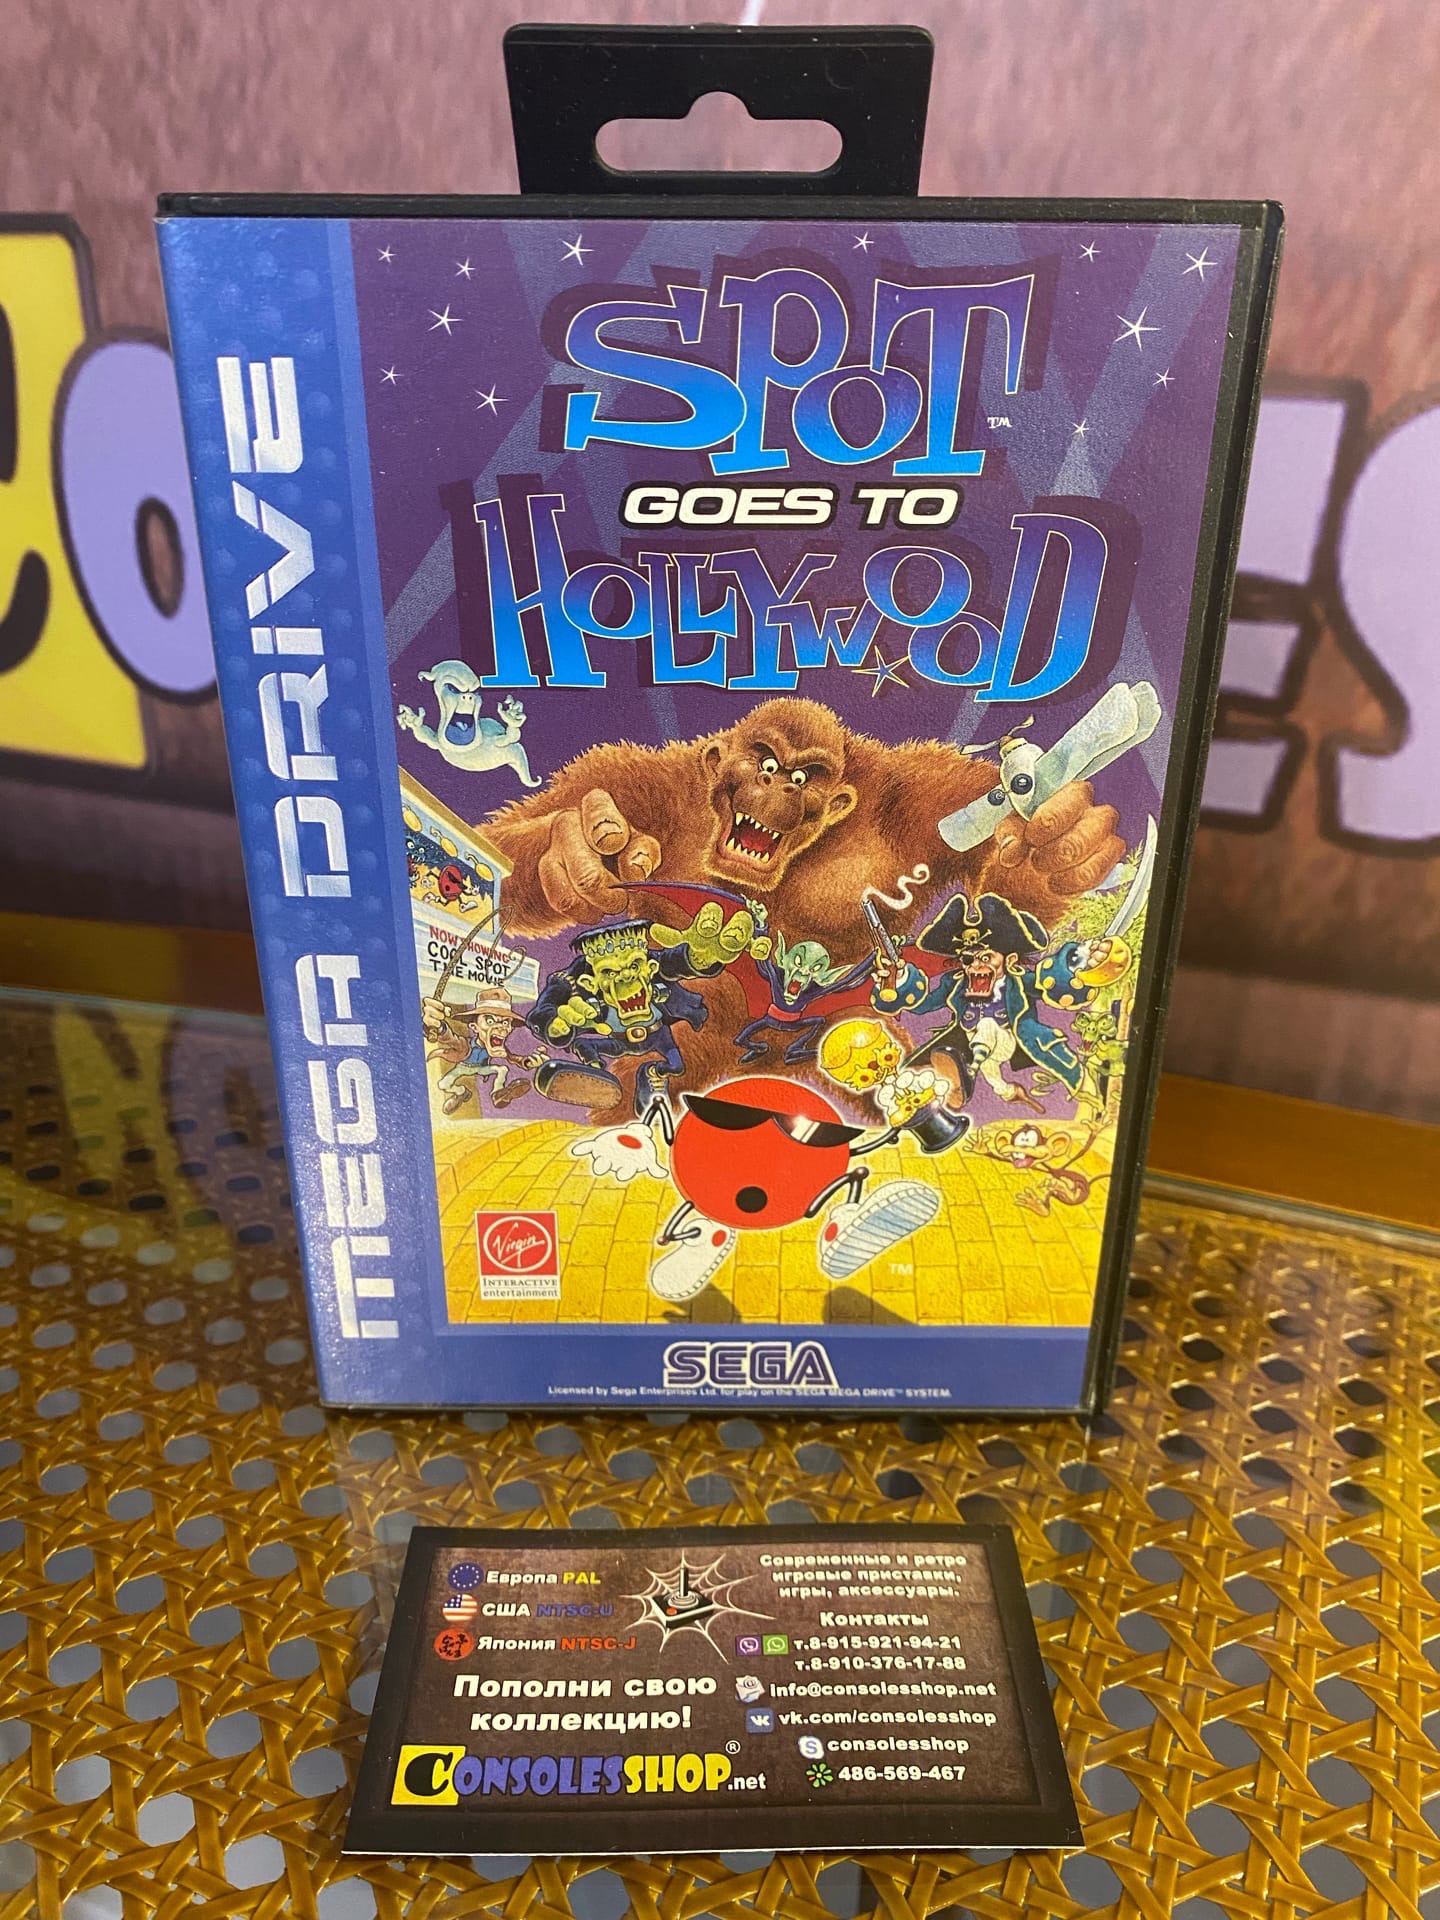 SPOT
TM
GOES TO
HOLLYWOOD
MEGA DRIVE
NOW SHOWING
COOL SPOT
THE MOVIE
Virgin
INTERACTIVE
entertainment
TM
SEGA
Licensed by Sega Enterprises Ltd. for play on the SEGA MEGA DRIVE™ SYSTEM.
Европа PAL
США NTSC-U
Япония NTSC-J
Пополни свою
коллекцию!
CONSOLESSHOP.net
®
Современные и ретро
игровые приставки,
игры, аксессуары.
Контакты
т.8-915-921-94-21
т.8-910-376-17-88
info@consolesshop.net
vk.com/consolesshop
consolesshop
486-569-467